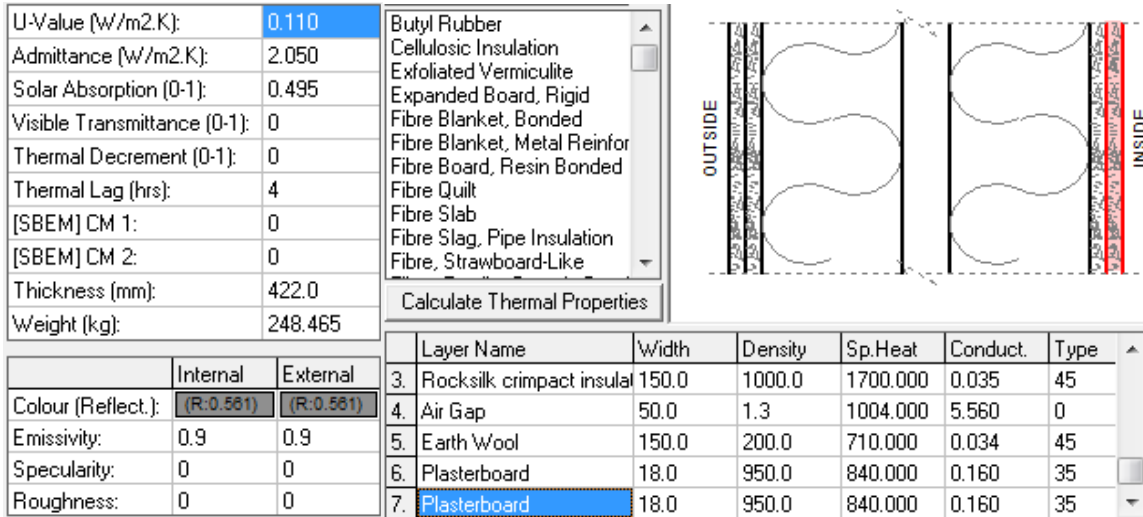 U-Value (W/m2.K): 0.110
Admittance (W/m2.K): 2.050
Solar Absorption (0-1): 0.495
Visible Transmittance (0-1): 0
Thermal Decrement (0-1): 0
Thermal Lag (hrs): 4
[SBEM] CM 1: 0
[SBEM] CM 2: 0
Thickness (mm): 422.0
Weight (kg): 248.465
Internal External
Colour (Reflect.): (R:0.561) (R:0.561)
Emissivity: 0.9 0.9
Specularity: 0 0
Roughness: 0 0
Butyl Rubber
Cellulosic Insulation
Exfoliated Vermiculite
Expanded Board, Rigid
Fibre Blanket, Bonded
Fibre Blanket, Metal Reinfor
Fibre Board, Resin Bonded
Fibre Quilt
Fibre Slab
Fibre Slag, Pipe Insulation
Fibre, Strawboard-Like
Calculate Thermal Properties
OUTSIDE
INSIDE
Layer Name Width Density Sp.Heat Conduct. Type
3. Rocksilk crimpact insulat 150.0 1000.0 1700.000 0.035 45
4. Air Gap 50.0 1.3 1004.000 5.560 0
5. Earth Wool 150.0 200.0 710.000 0.034 45
6. Plasterboard 18.0 950.0 840.000 0.160 35
7. Plasterboard 18.0 950.0 840.000 0.160 35